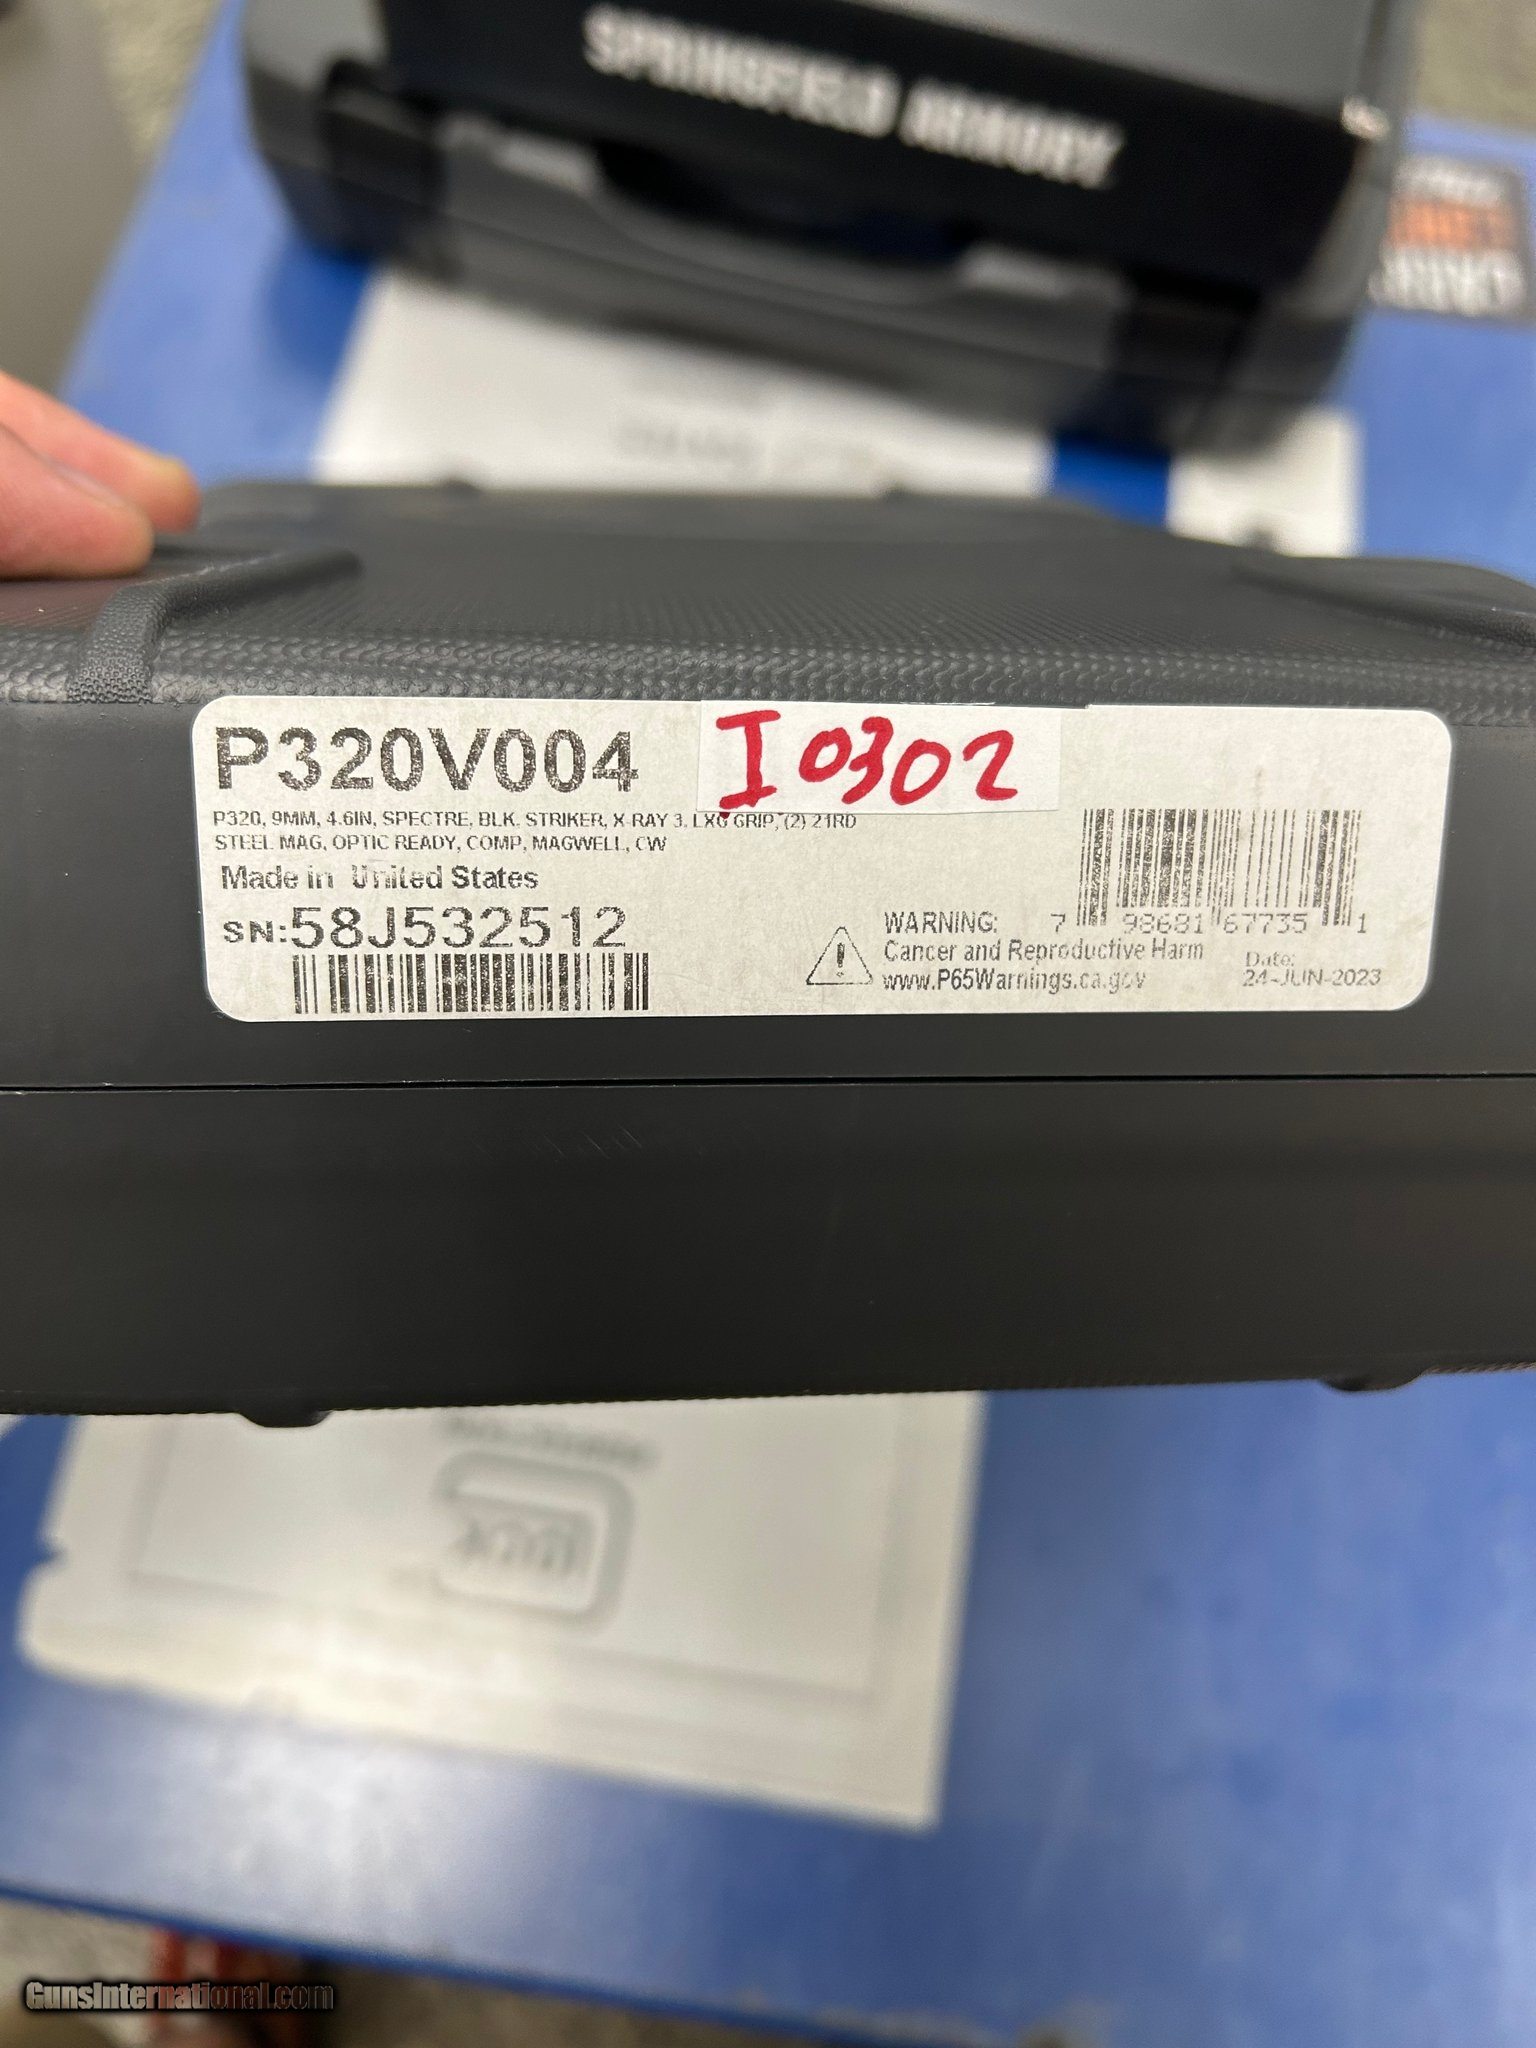 SPRINGFIELD ARMORY
P320V004
I0302
P320, 9MM, 4.6IN, SPECTRE, BLK, STRIKER, X-RAY 3, LXG GRIP, (2) 21RD
STEEL MAG, OPTIC READY, COMP, MAGWELL, CW
Made in United States
SN:58J532512
7 98681 67735 1
WARNING:
Cancer and Reproductive Harm
www.P65Warnings.ca.gov
Date:
24-JUN-2023
GunsInternational.com